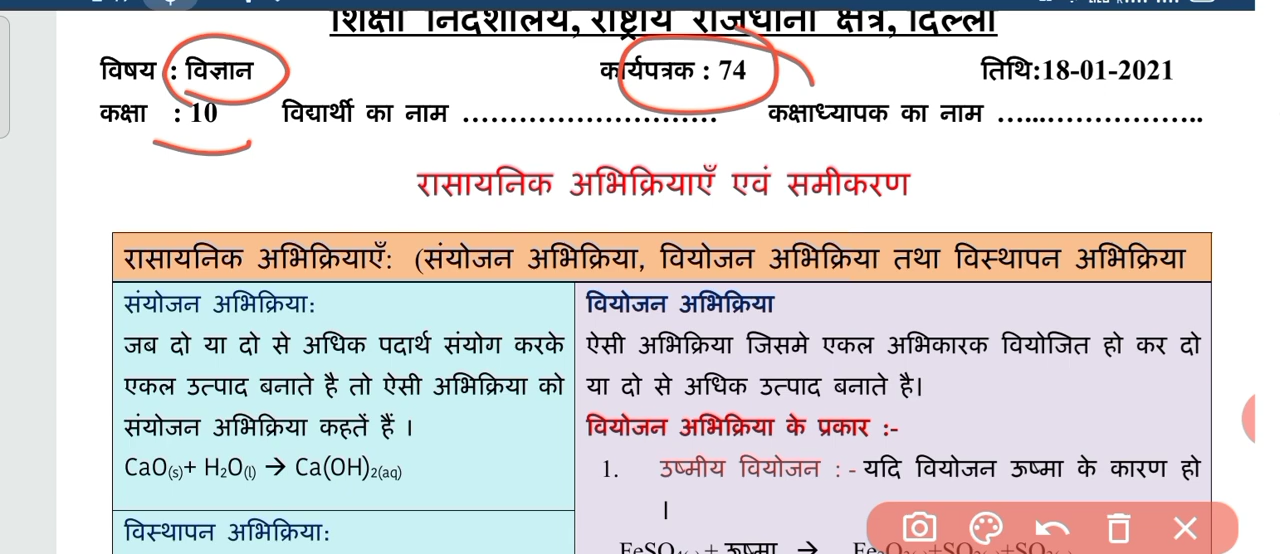 शिक्षा निदेशालय, राष्ट्रीय राजधानी क्षेत्र, दिल्ली
विषय : विज्ञान कार्यपत्रक : 74 तिथि:18-01-2021
कक्षा : 10 विद्यार्थी का नाम ........................... कक्षाध्यापक का नाम ......................
रासायनिक अभिक्रियाएँ एवं समीकरण
रासायनिक अभिक्रियाएँ: (संयोजन अभिक्रिया, वियोजन अभिक्रिया तथा विस्थापन अभिक्रिया
संयोजन अभिक्रिया:
जब दो या दो से अधिक पदार्थ संयोग करके
एकल उत्पाद बनाते है तो ऐसी अभिक्रिया को
संयोजन अभिक्रिया कहतें हैं ।
CaO(s)+ H₂O(l) → Ca(OH)₂(aq)
विस्थापन अभिक्रिया:
वियोजन अभिक्रिया
ऐसी अभिक्रिया जिसमे एकल अभिकारक वियोजित हो कर दो
या दो से अधिक उत्पाद बनाते है।
वियोजन अभिक्रिया के प्रकार :-
1. उष्मीय वियोजन : - यदि वियोजन ऊष्मा के कारण हो
।